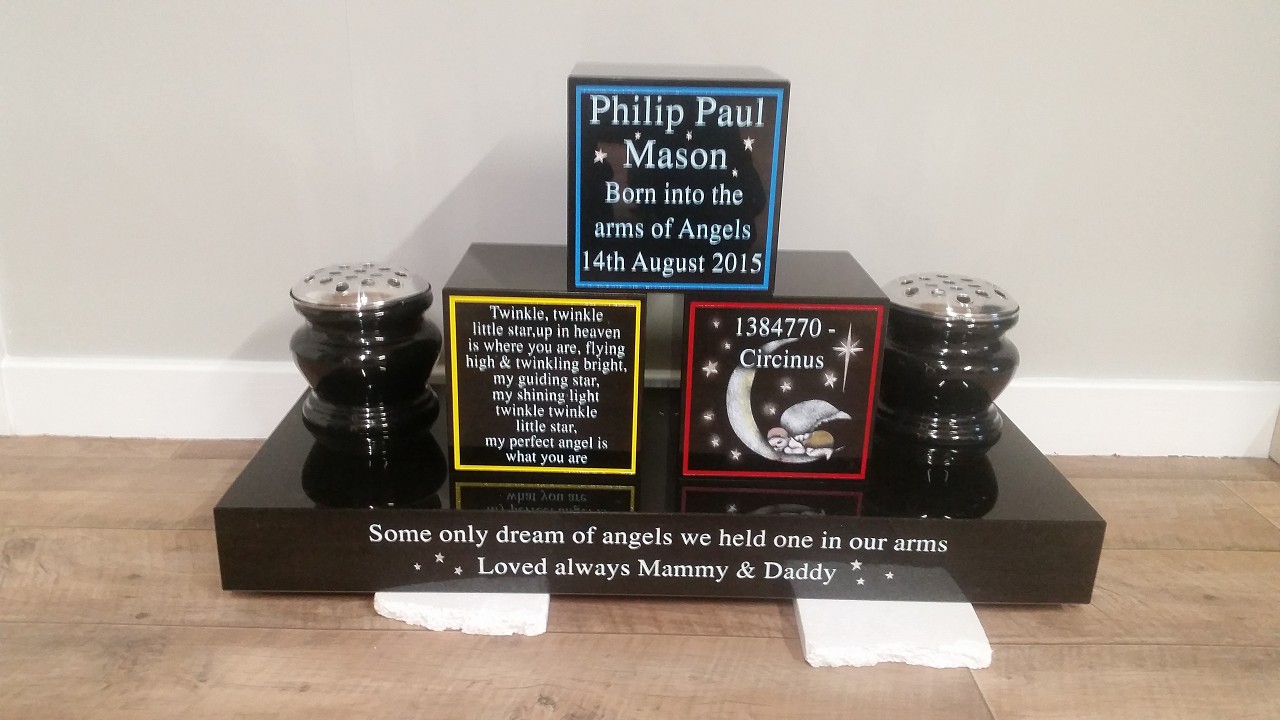 Philip Paul
Mason
Born into the
arms of Angels
14th August 2015
Twinkle, twinkle
little star,up in heaven
is where you are, flying
high & twinkling bright,
my guiding star,
my shining light
twinkle twinkle
little star,
my perfect angel is
what you are
1384770 -
Circinus
Some only dream of angels we held one in our arms
Loved always Mammy & Daddy